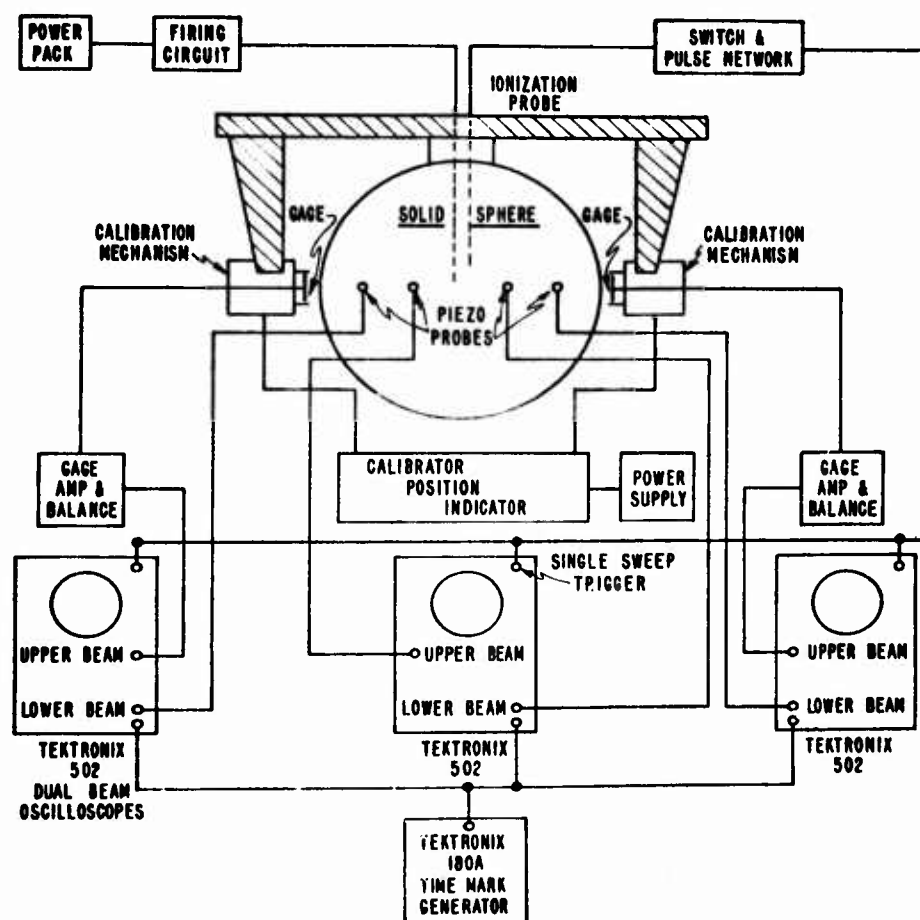 POWER
PACK
FIRING
CIRCUIT
SWITCH &
PULSE NETWORK
IONIZATION
PROBE
GAGE
SOLID SPHERE
GAGE
CALIBRATION
MECHANISM
CALIBRATION
MECHANISM
PIEZO
PROBES
GAGE
AMP &
BALANCE
CALIBRATOR
POSITION
INDICATOR
POWER
SUPPLY
GAGE
AMP &
BALANCE
SINGLE SWEEP
TRIGGER
UPPER BEAM
LOWER BEAM
UPPER BEAM
LOWER BEAM
UPPER BEAM
LOWER BEAM
TEKTRONIX
502
DUAL BEAM
OSCILLOSCOPES
TEKTRONIX
502
TEKTRONIX
502
TEKTRONIX
180A
TIME MARK
GENERATOR